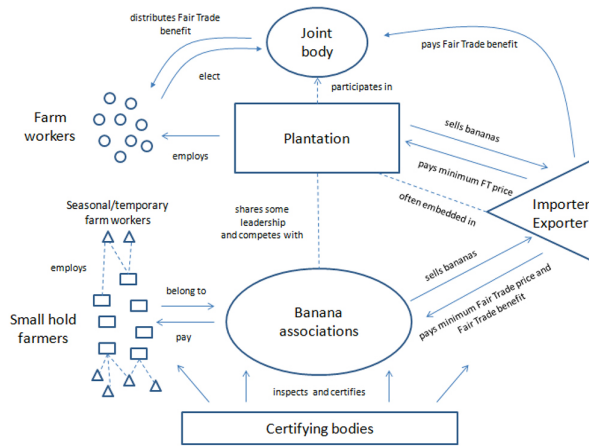 distributes Fair Trade
benefit
Joint
body
pays Fair Trade benefit
elect
participates in
Farm
workers
Plantation
sells bananas
employs
pays minimum FT price
Seasonal/temporary
farm workers
shares some
leadership
and competes with
often embedded in
Importer
Exporter
employs
sells bananas
belong to
Small hold
farmers
Banana
associations
pay
pays minimum Fair Trade price and
Fair Trade benefit
inspects and certifies
Certifying bodies